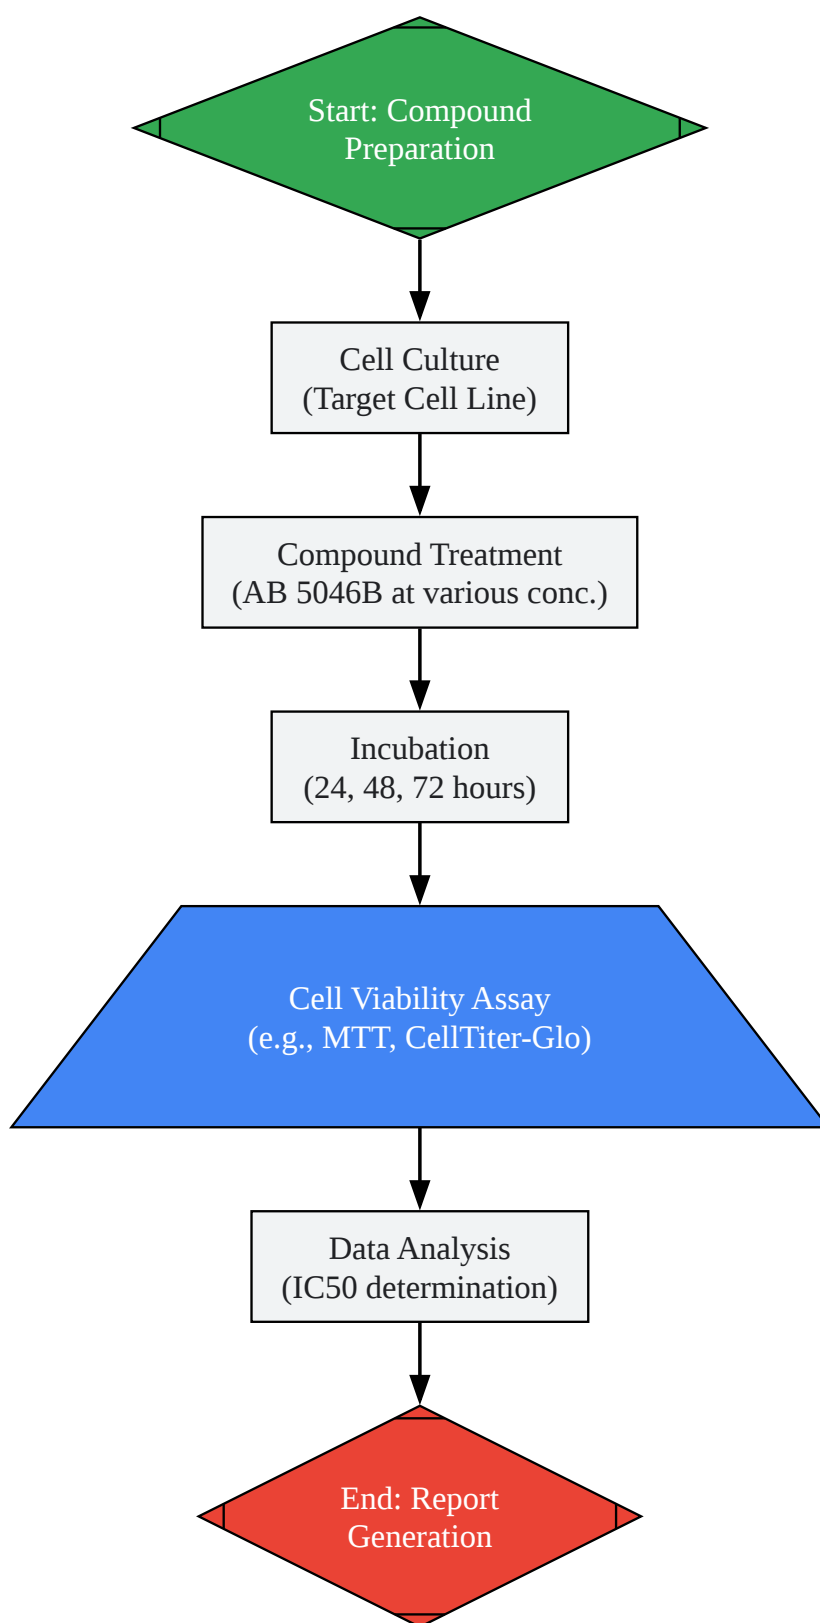 Start: Compound
Preparation
Cell Culture
(Target Cell Line)
Compound Treatment
(AB 5046B at various conc.)
Incubation
(24, 48, 72 hours)
Cell Viability Assay
(e.g., MTT, CellTiter-Glo)
Data Analysis
(IC50 determination)
End: Report
Generation